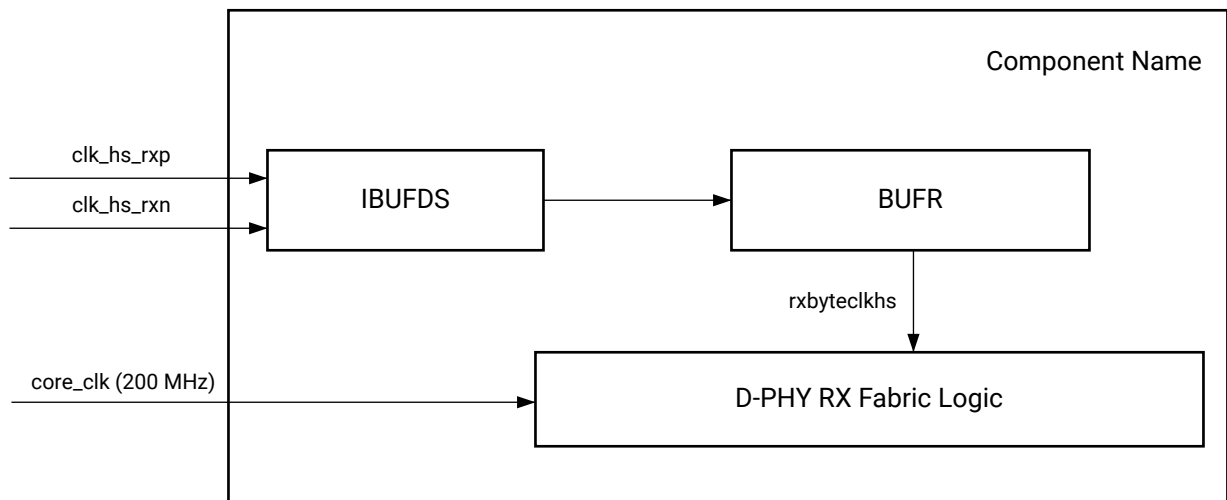 Component Name
clk_hs_rxp
clk_hs_rxn
IBUFDS
BUFR
rxbyteclkhs
core_clk (200 MHz)
D-PHY RX Fabric Logic